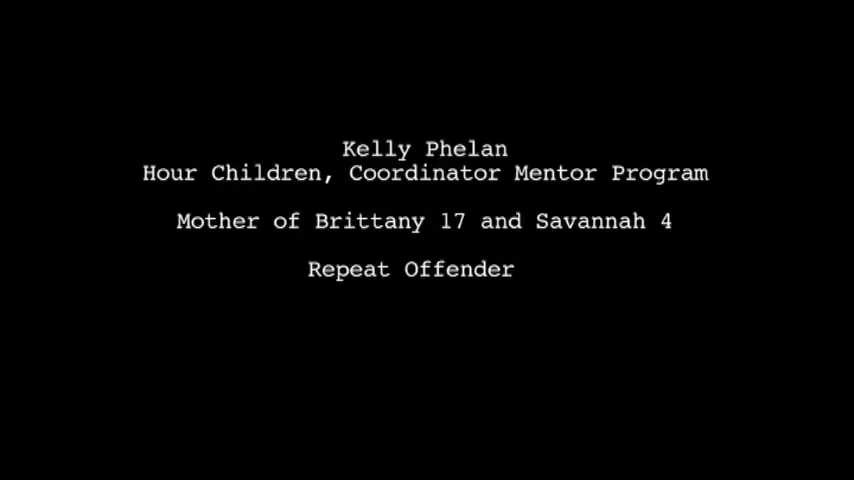 Kelly Phelan
Hour Children, Coordinator Mentor Program
Mother of Brittany 17 and Savannah 4
Repeat Offender